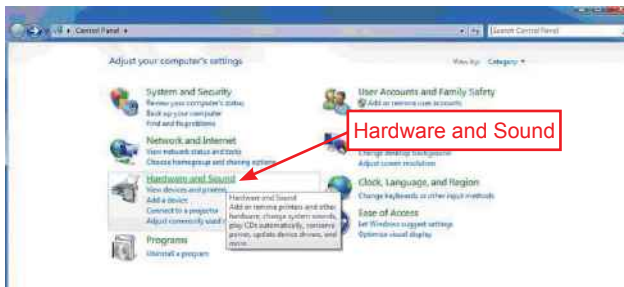 Control Panel
Search Control Panel
Adjust your computer's settings
View by: Category
System and Security
Review your computer's status
Back up your computer
Find and fix problems
User Accounts and Family Safety
Add or remove user accounts
Network and Internet
View network status and tasks
Choose homegroup and sharing options
Hardware and Sound
Change desktop background
Adjust screen resolution
Hardware and Sound
View devices and printers
Add a device
Connect to a projector
Adjust commonly used
Hardware and Sound
Add or remove printers and other
hardware, change system sounds,
play CDs automatically, conserve
power, update device drivers, and
more.
Clock, Language, and Region
Change keyboards or other input methods
Ease of Access
Let Windows suggest settings
Optimize visual display
Programs
Uninstall a program